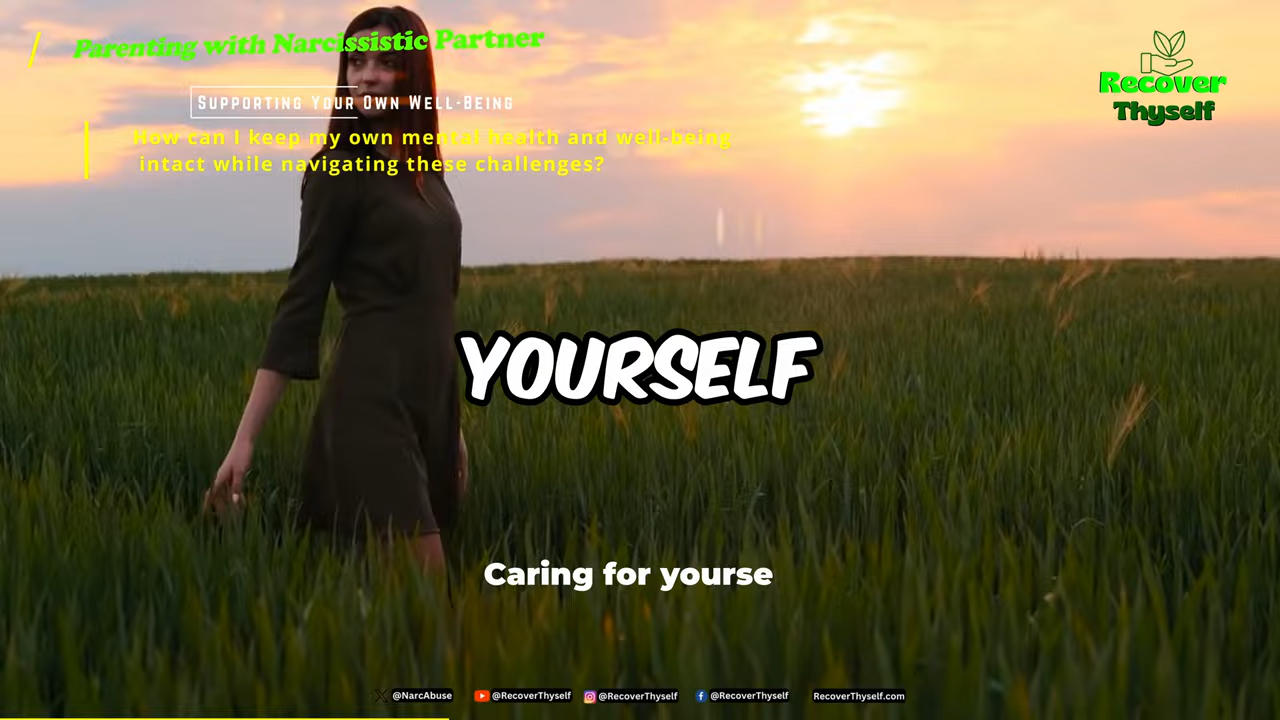 Parenting with Narcissistic Partner
Recover
Thyself
Supporting Your Own Well-Being
How can I keep my own mental health and well-being
intact while navigating these challenges?
YOURSELF
Caring for yourse
@NarcAbuse @RecoverThyself @RecoverThyself @RecoverThyself RecoverThyself.com